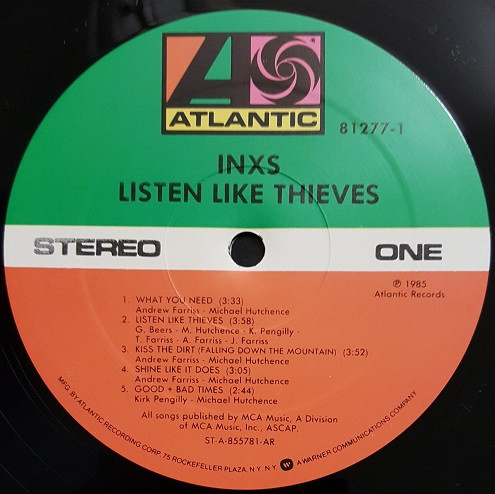 ATLANTIC
81277-1
INXS
LISTEN LIKE THIEVES
STEREO
ONE
℗ 1985
Atlantic Records
1. WHAT YOU NEED (3:33)
Andrew Farriss - Michael Hutchence
2. LISTEN LIKE THIEVES (3:58)
G. Beers - M. Hutchence - K. Pengilly -
T. Farriss - A. Farriss - J. Farriss
3. KISS THE DIRT (FALLING DOWN THE MOUNTAIN) (3:52)
Andrew Farriss - Michael Hutchence
4. SHINE LIKE IT DOES (3:05)
Andrew Farriss - Michael Hutchence
5. GOOD + BAD TIMES (2:44)
Kirk Pengilly - Michael Hutchence
All songs published by MCA Music, A Division
of MCA Music, Inc., ASCAP.
ST-A-855781-AR
MFG. BY ATLANTIC RECORDING CORP. 75 ROCKEFELLER PLAZA, N.Y. N.Y. A WARNER COMMUNICATIONS COMPANY